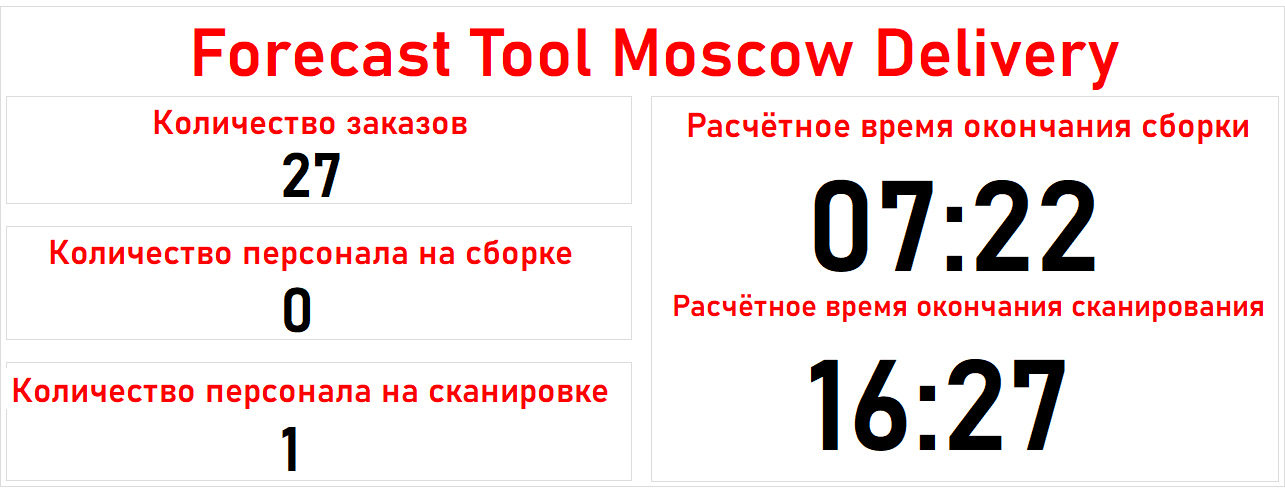 Forecast Tool Moscow Delivery
Количество заказов
27
Количество персонала на сборке
0
Количество персонала на сканировке
1
Расчётное время окончания сборки
07:22
Расчётное время окончания сканирования
16:27